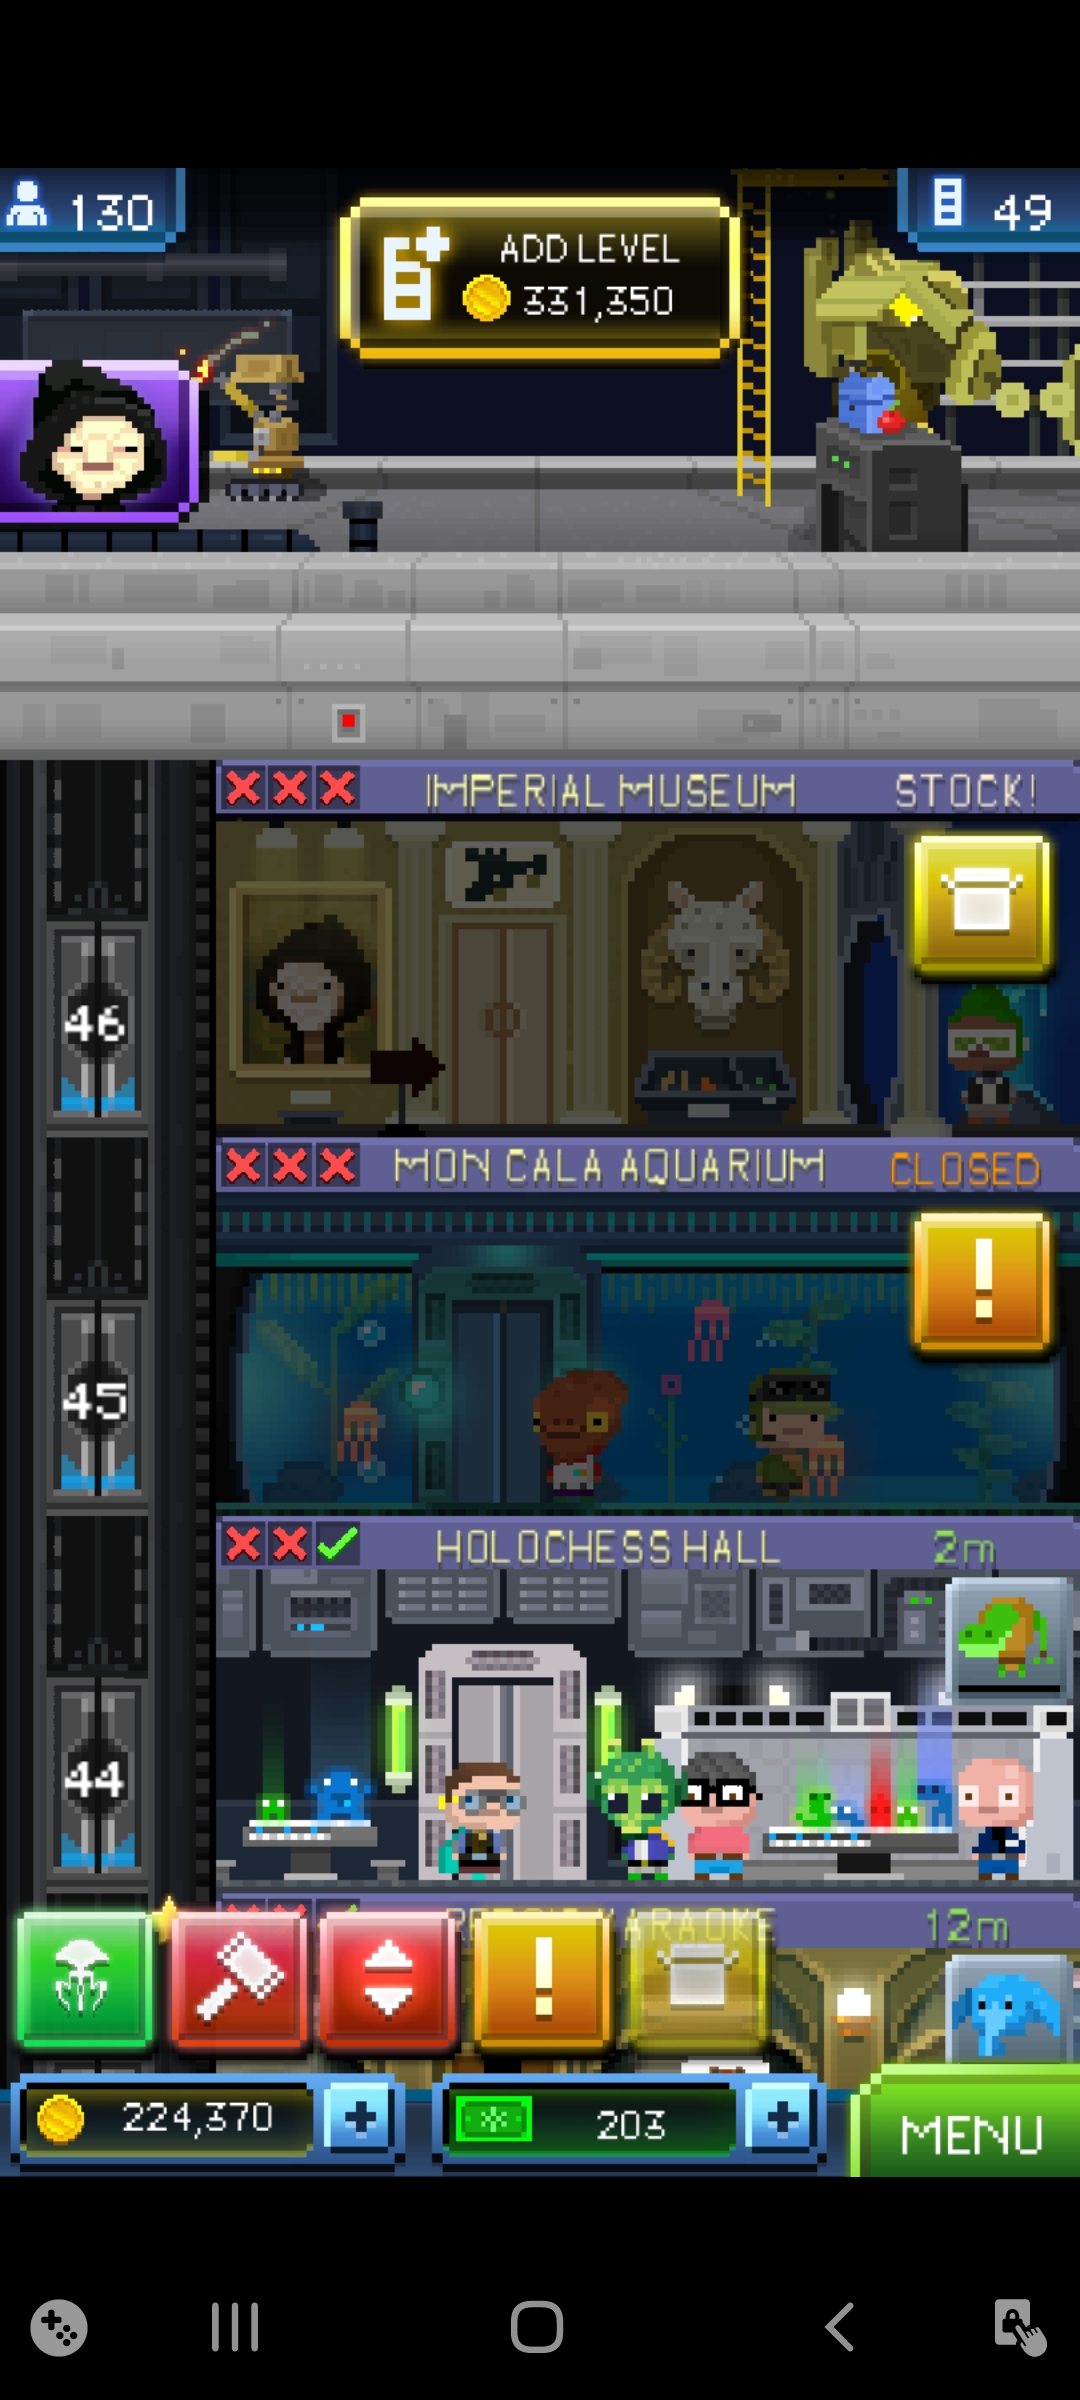 130
ADD LEVEL
331,350
49
IMPERIAL MUSEUM STOCK!
46
MON CALA AQUARIUM CLOSED
45
HOLOCHESS HALL 2m
44
KARAOKE 12m
224,370
203
MENU